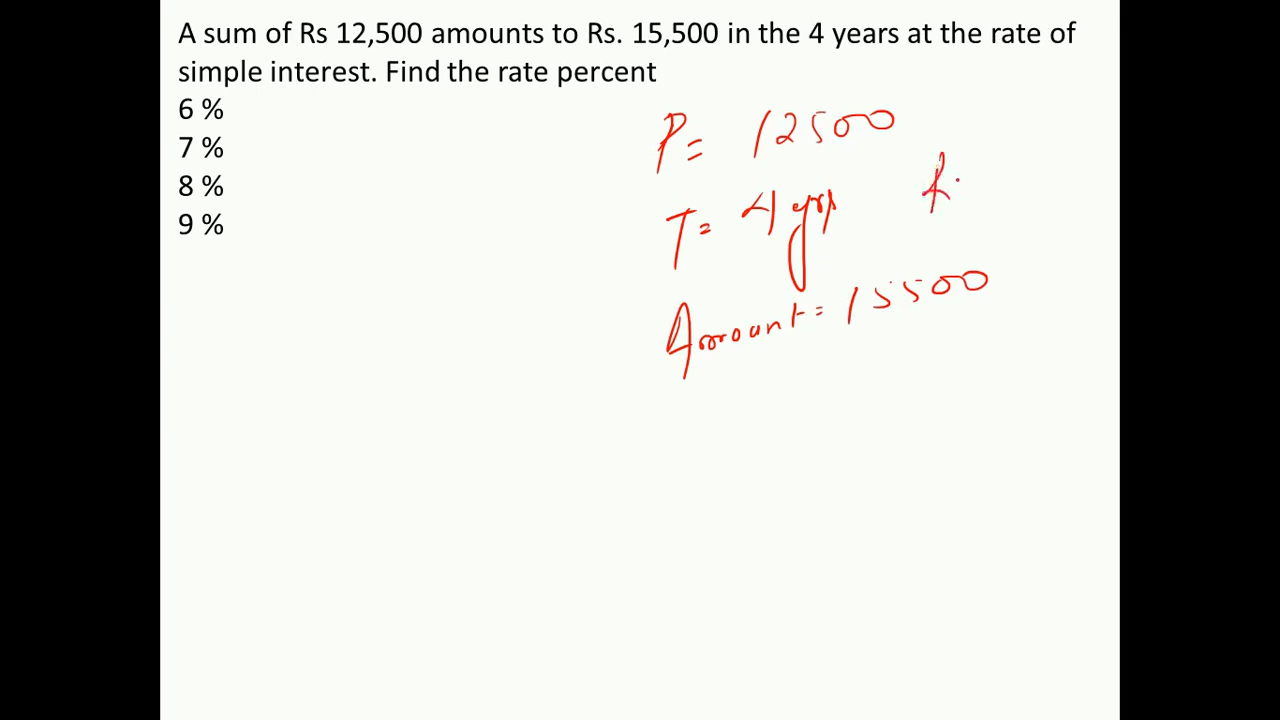 A sum of Rs 12,500 amounts to Rs. 15,500 in the 4 years at the rate of
simple interest. Find the rate percent
6 %
7 %
8 %
9 %
P= 12500
T= 4 yrs
Amount= 15500